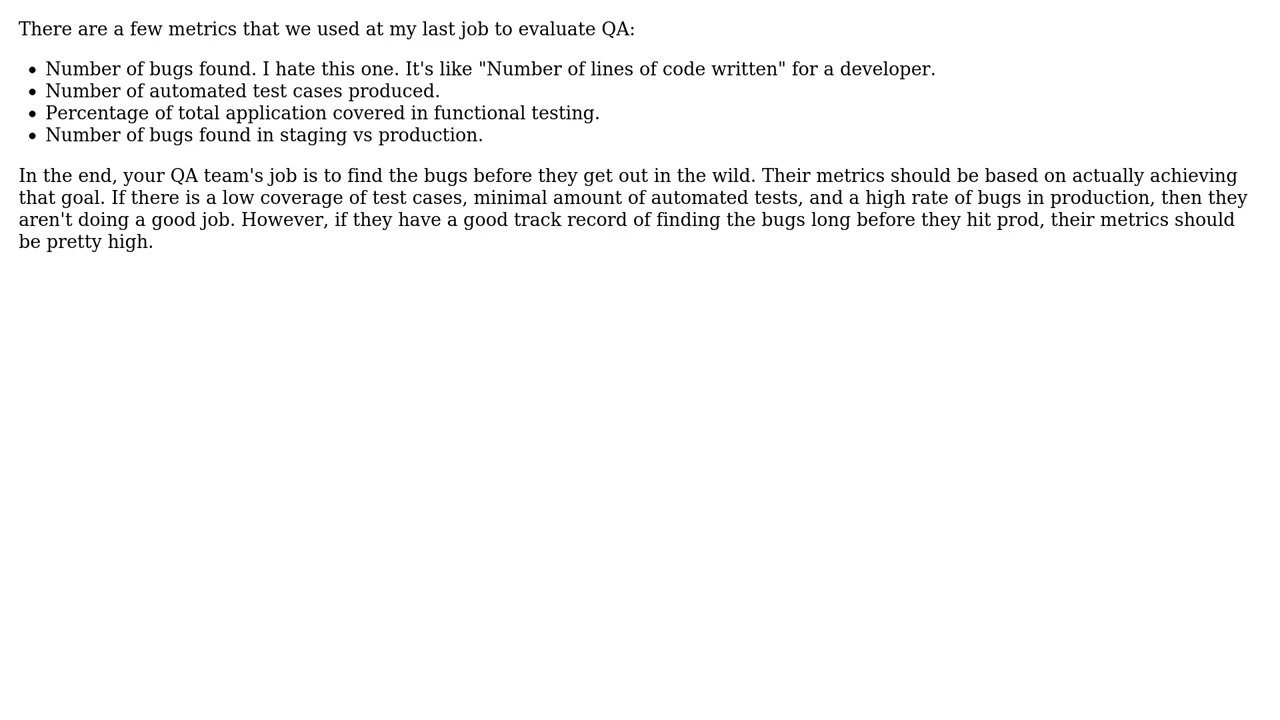 There are a few metrics that we used at my last job to evaluate QA:
• Number of bugs found. I hate this one. It's like "Number of lines of code written" for a developer.
• Number of automated test cases produced.
• Percentage of total application covered in functional testing.
• Number of bugs found in staging vs production.
In the end, your QA team's job is to find the bugs before they get out in the wild. Their metrics should be based on actually achieving
that goal. If there is a low coverage of test cases, minimal amount of automated tests, and a high rate of bugs in production, then they
aren't doing a good job. However, if they have a good track record of finding the bugs long before they hit prod, their metrics should
be pretty high.